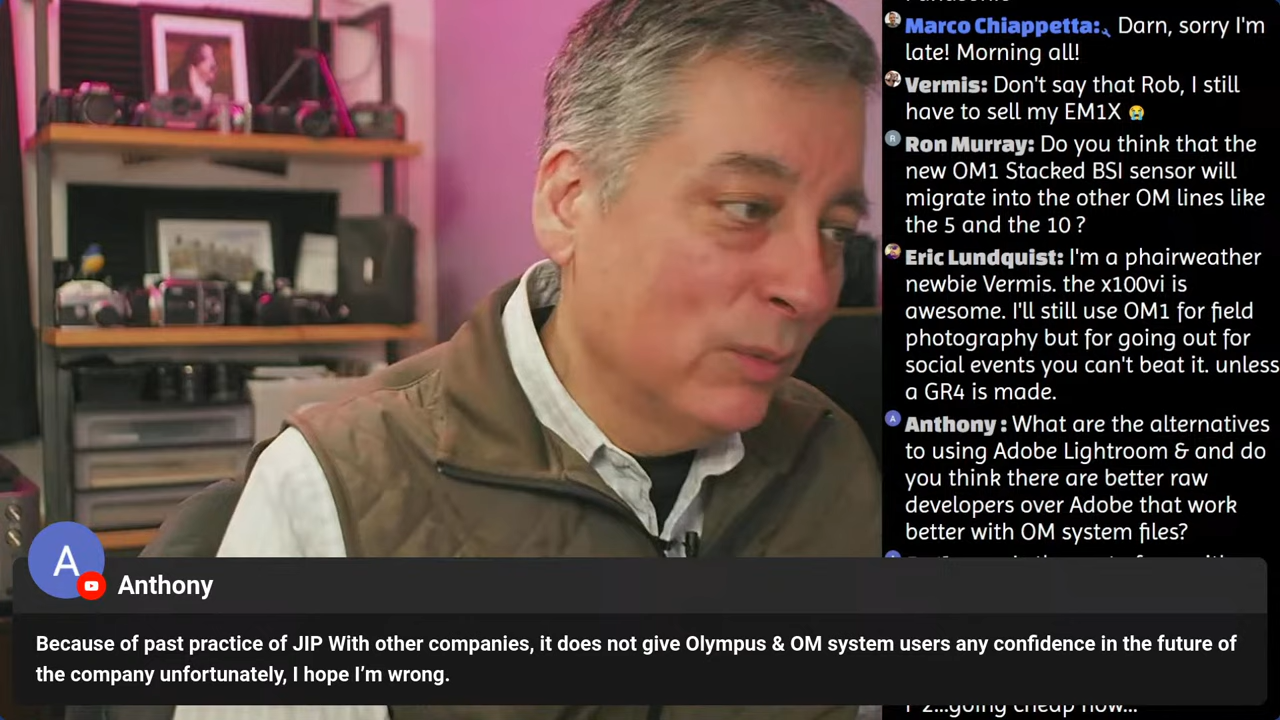 Marco Chiappetta: Darn, sorry I'm
late! Morning all!
Vermis: Don't say that Rob, I still
have to sell my EM1X 😭
R
Ron Murray: Do you think that the
new OM1 Stacked BSI sensor will
migrate into the other OM lines like
the 5 and the 10 ?
Eric Lundquist: I'm a phairweather
newbie Vermis. the x100vi is
awesome. I'll still use OM1 for field
photography but for going out for
social events you can't beat it. unless
a GR4 is made.
A
Anthony : What are the alternatives
to using Adobe Lightroom & and do
you think there are better raw
developers over Adobe that work
better with OM system files?
A
Anthony
Because of past practice of JIP With other companies, it does not give Olympus & OM system users any confidence in the future of
the company unfortunately, I hope I'm wrong.